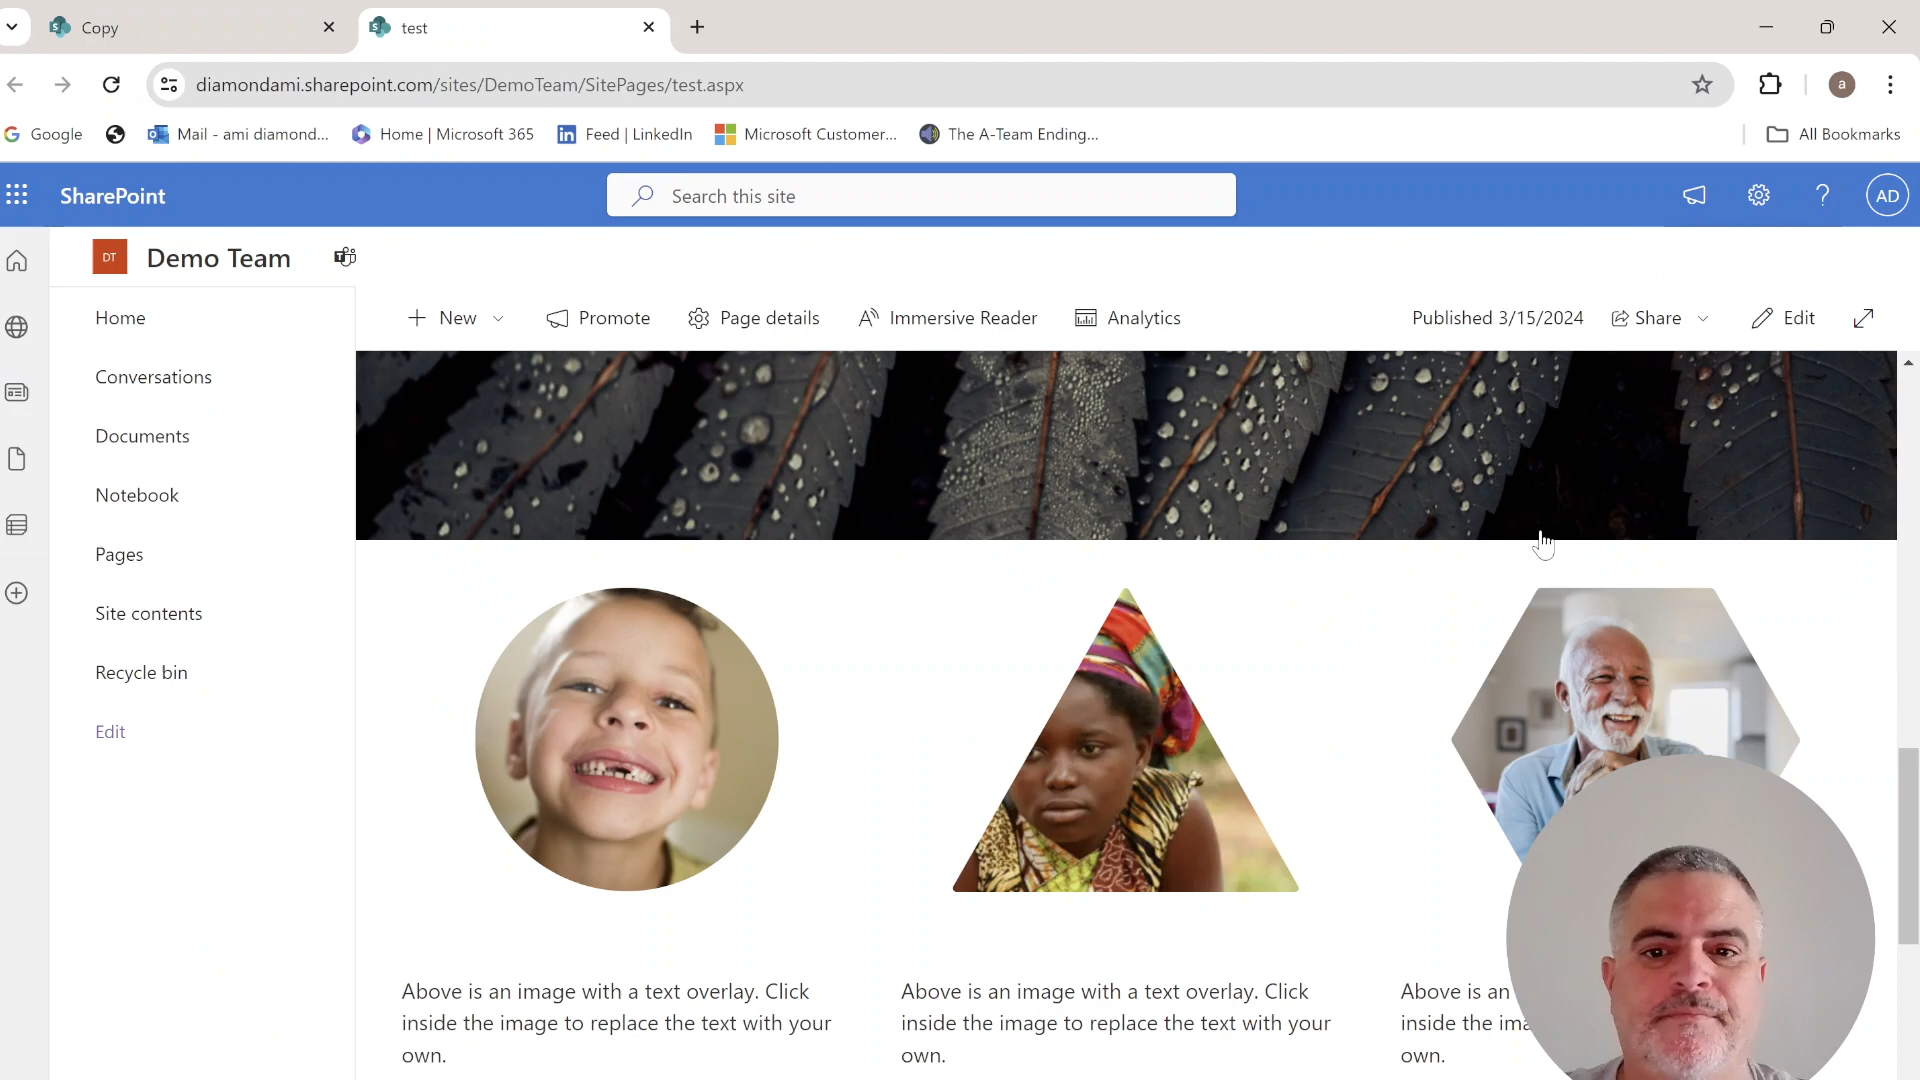 Copy
test
diamondami.sharepoint.com/sites/DemoTeam/SitePages/test.aspx
a
Google
Mail - ami diamond...
Home | Microsoft 365
Feed | LinkedIn
Microsoft Customer...
The A-Team Ending...
All Bookmarks
SharePoint
Search this site
AD
DT
Demo Team
Home
Conversations
Documents
Notebook
Pages
Site contents
Recycle bin
Edit
New
Promote
Page details
Immersive Reader
Analytics
Published 3/15/2024
Share
Edit
Above is an image with a text overlay. Click
inside the image to replace the text with your
own.
Above is an image with a text overlay. Click
inside the image to replace the text with your
own.
Above is an
inside the
own.